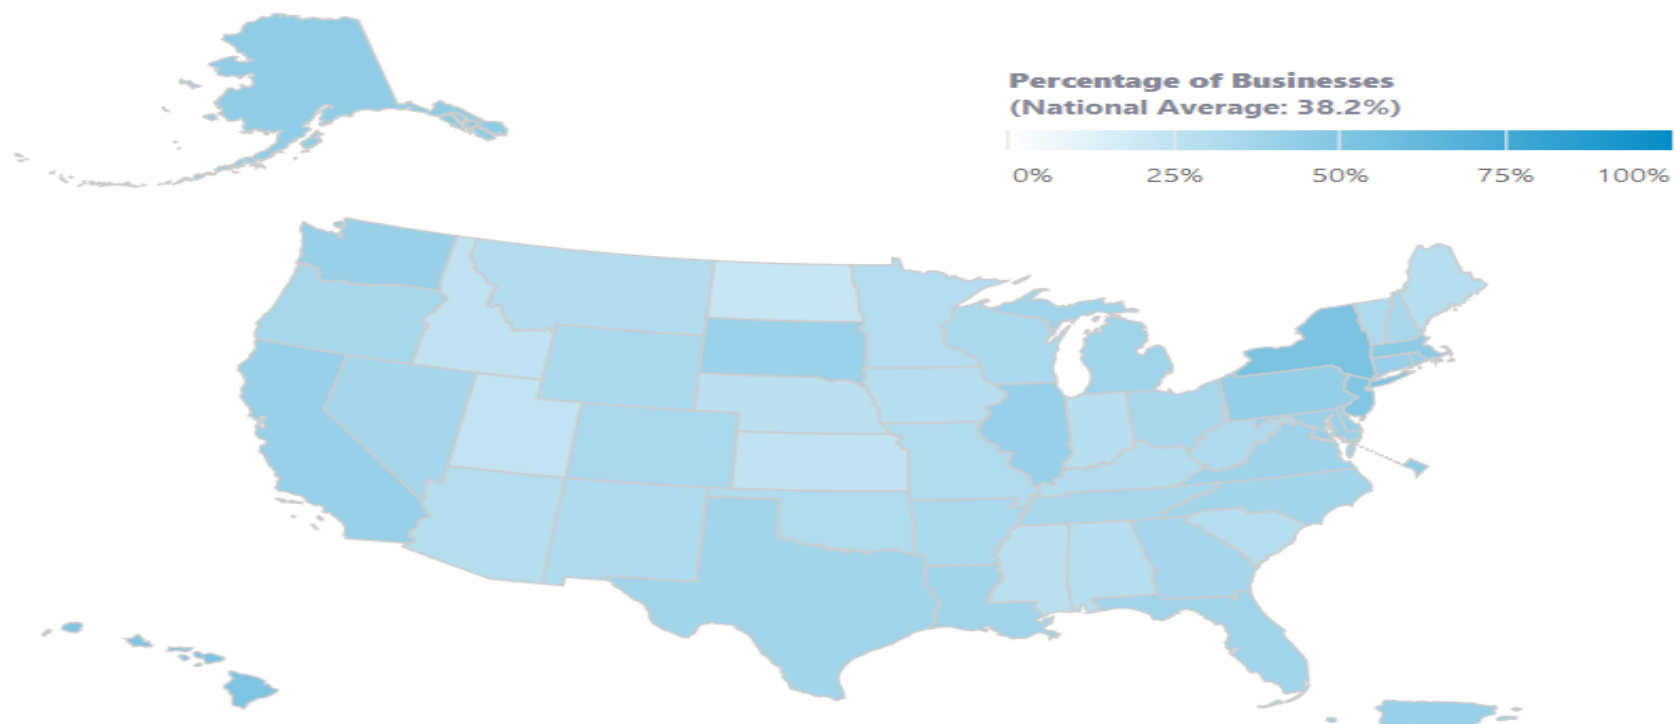 Percentage of Businesses
(National Average: 38.2%)
0% 25% 50% 75% 100%